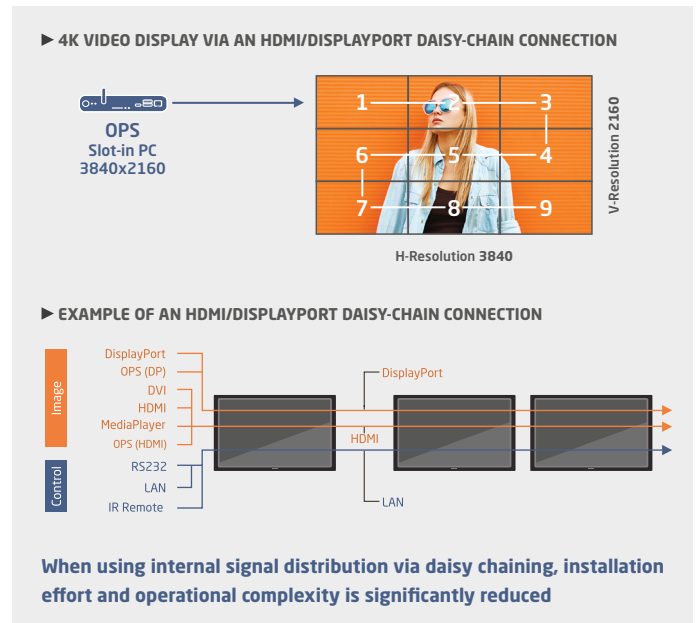 ▶ 4K VIDEO DISPLAY VIA AN HDMI/DISPLAYPORT DAISY-CHAIN CONNECTION
OPS
Slot-in PC
3840x2160
1
2
3
6
5
4
7
8
9
V-Resolution 2160
H-Resolution 3840
▶ EXAMPLE OF AN HDMI/DISPLAYPORT DAISY-CHAIN CONNECTION
Image
DisplayPort
OPS (DP)
DVI
HDMI
MediaPlayer
OPS (HDMI)
Control
RS232
LAN
IR Remote
DisplayPort
HDMI
LAN
When using internal signal distribution via daisy chaining, installation
effort and operational complexity is significantly reduced